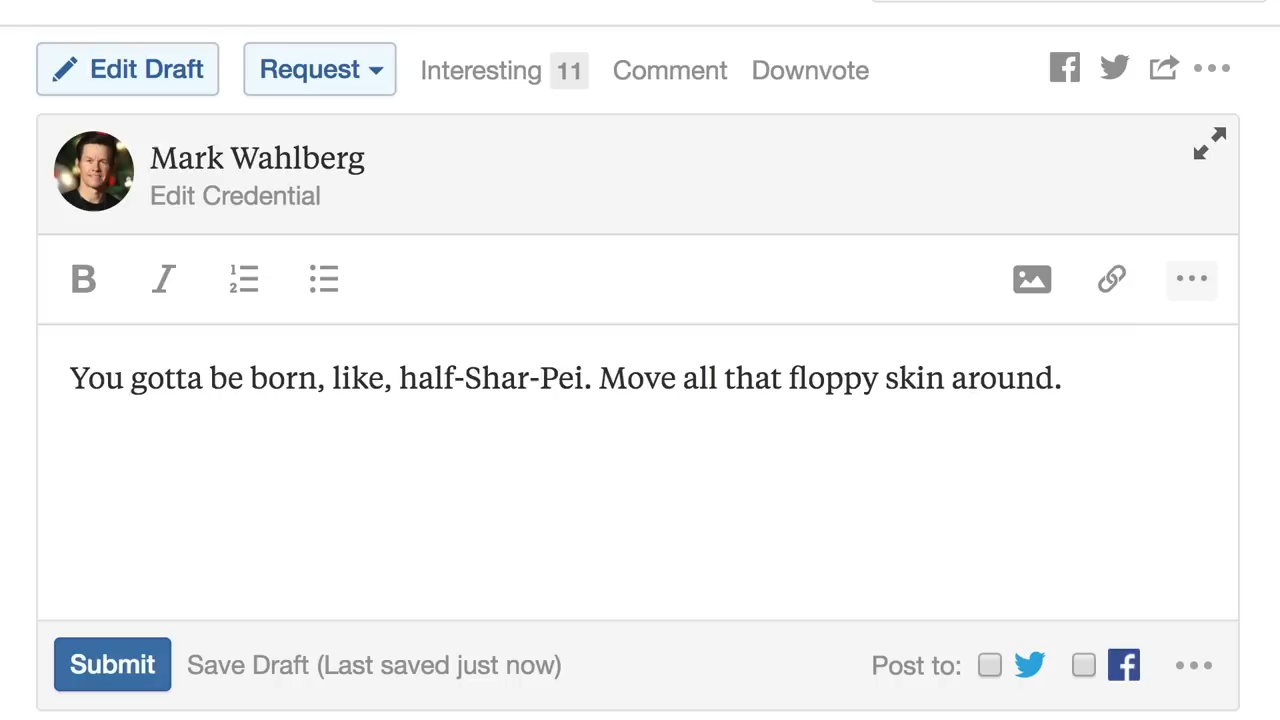 Edit Draft Request Interesting 11 Comment Downvote
Mark Wahlberg
Edit Credential
B I
You gotta be born, like, half-Shar-Pei. Move all that floppy skin around.
Submit Save Draft (Last saved just now) Post to: